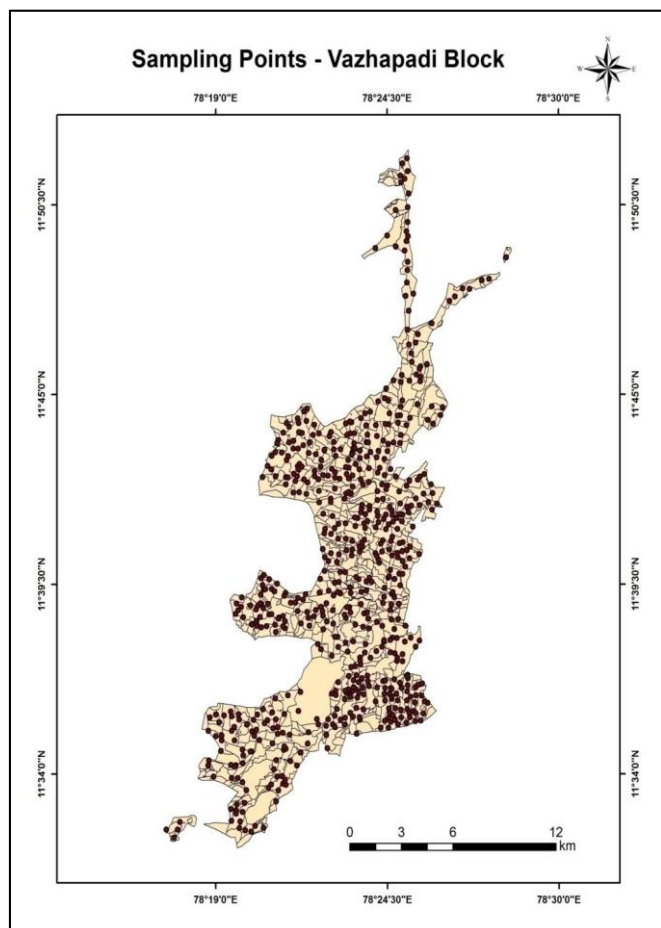 Sampling Points - Vazhapadi Block
N
W E
S
78°19'0"E 78°24'30"E 78°30'0"E
11°50'30"N 11°50'30"N
11°45'0"N 11°45'0"N
11°39'30"N 11°39'30"N
11°34'0"N 11°34'0"N
0 3 6 12
km
78°19'0"E 78°24'30"E 78°30'0"E